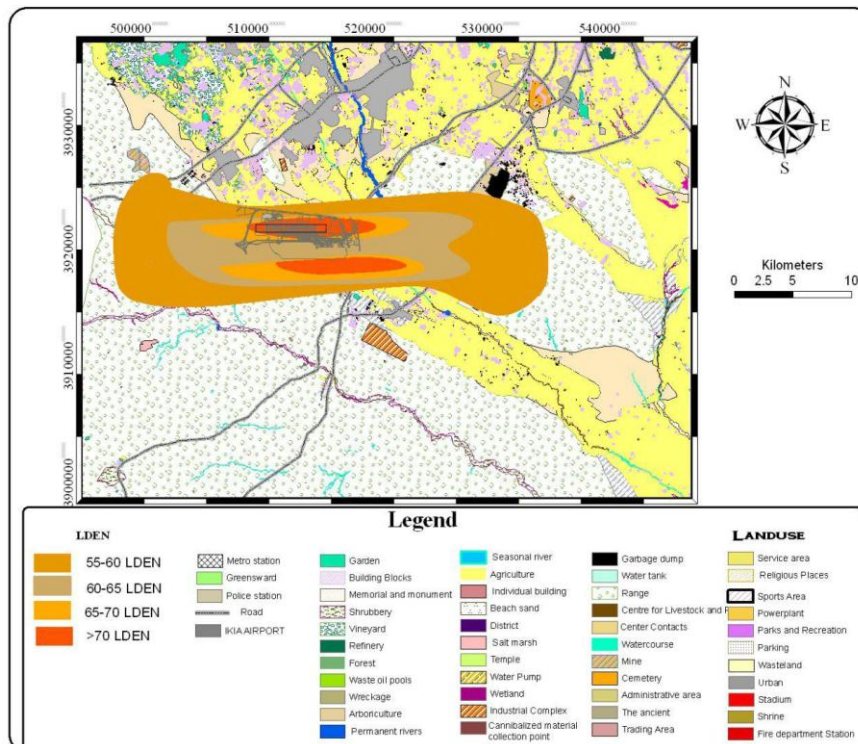 500000 510000 520000 530000 540000
3930000
3920000
3910000
3900000
N
W E
S
Kilometers
0 2.5 5 10
Legend
LDEN
55-60 LDEN
60-65 LDEN
65-70 LDEN
>70 LDEN
Metro station
Greensward
Police station
Road
IKIA AIRPORT
Garden
Building Blocks
Memorial and monument
Shrubbery
Vineyard
Refinery
Forest
Waste oil pools
Wreckage
Arboriculture
Permanent rivers
Seasonal river
Agriculture
Individual building
Beach sand
District
Salt marsh
Temple
Water Pump
Wetland
Industrial Complex
Cannibalized material
collection point
Garbage dump
Water tank
Range
Centre for Livestock and
Center Contacts
Watercourse
Mine
Cemetery
Administrative area
The ancient
Trading Area
LANDUSE
Service area
Religious Places
Sports Area
Powerplant
Parks and Recreation
Parking
Wasteland
Urban
Stadium
Shrine
Fire department Station